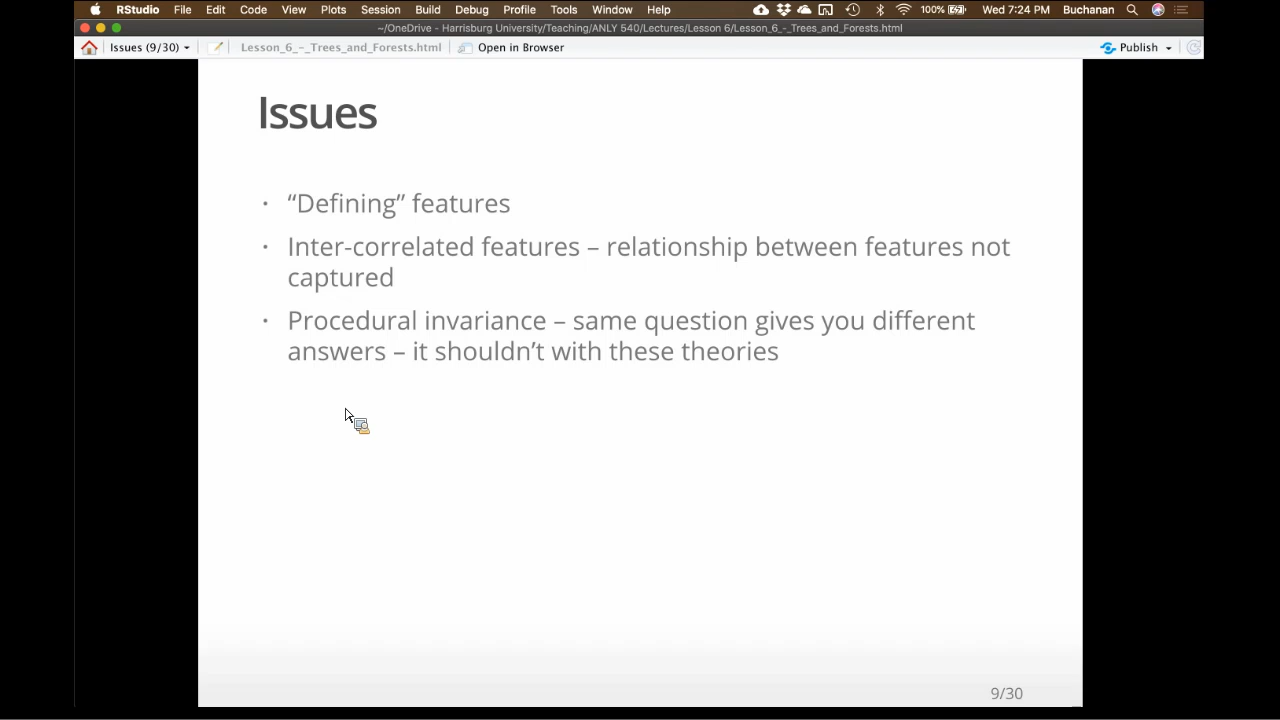 RStudio File Edit Code View Plots Session Build Debug Profile Tools Window Help 100% Wed 7:24 PM Buchanan
~/OneDrive - Harrisburg University/Teaching/ANLY 540/Lectures/Lesson 6/Lesson_6_-_Trees_and_Forests.html
Issues (9/30) Lesson_6_-_Trees_and_Forests.html Open in Browser Publish
Issues
• “Defining” features
• Inter-correlated features – relationship between features not
captured
• Procedural invariance – same question gives you different
answers – it shouldn’t with these theories
9/30